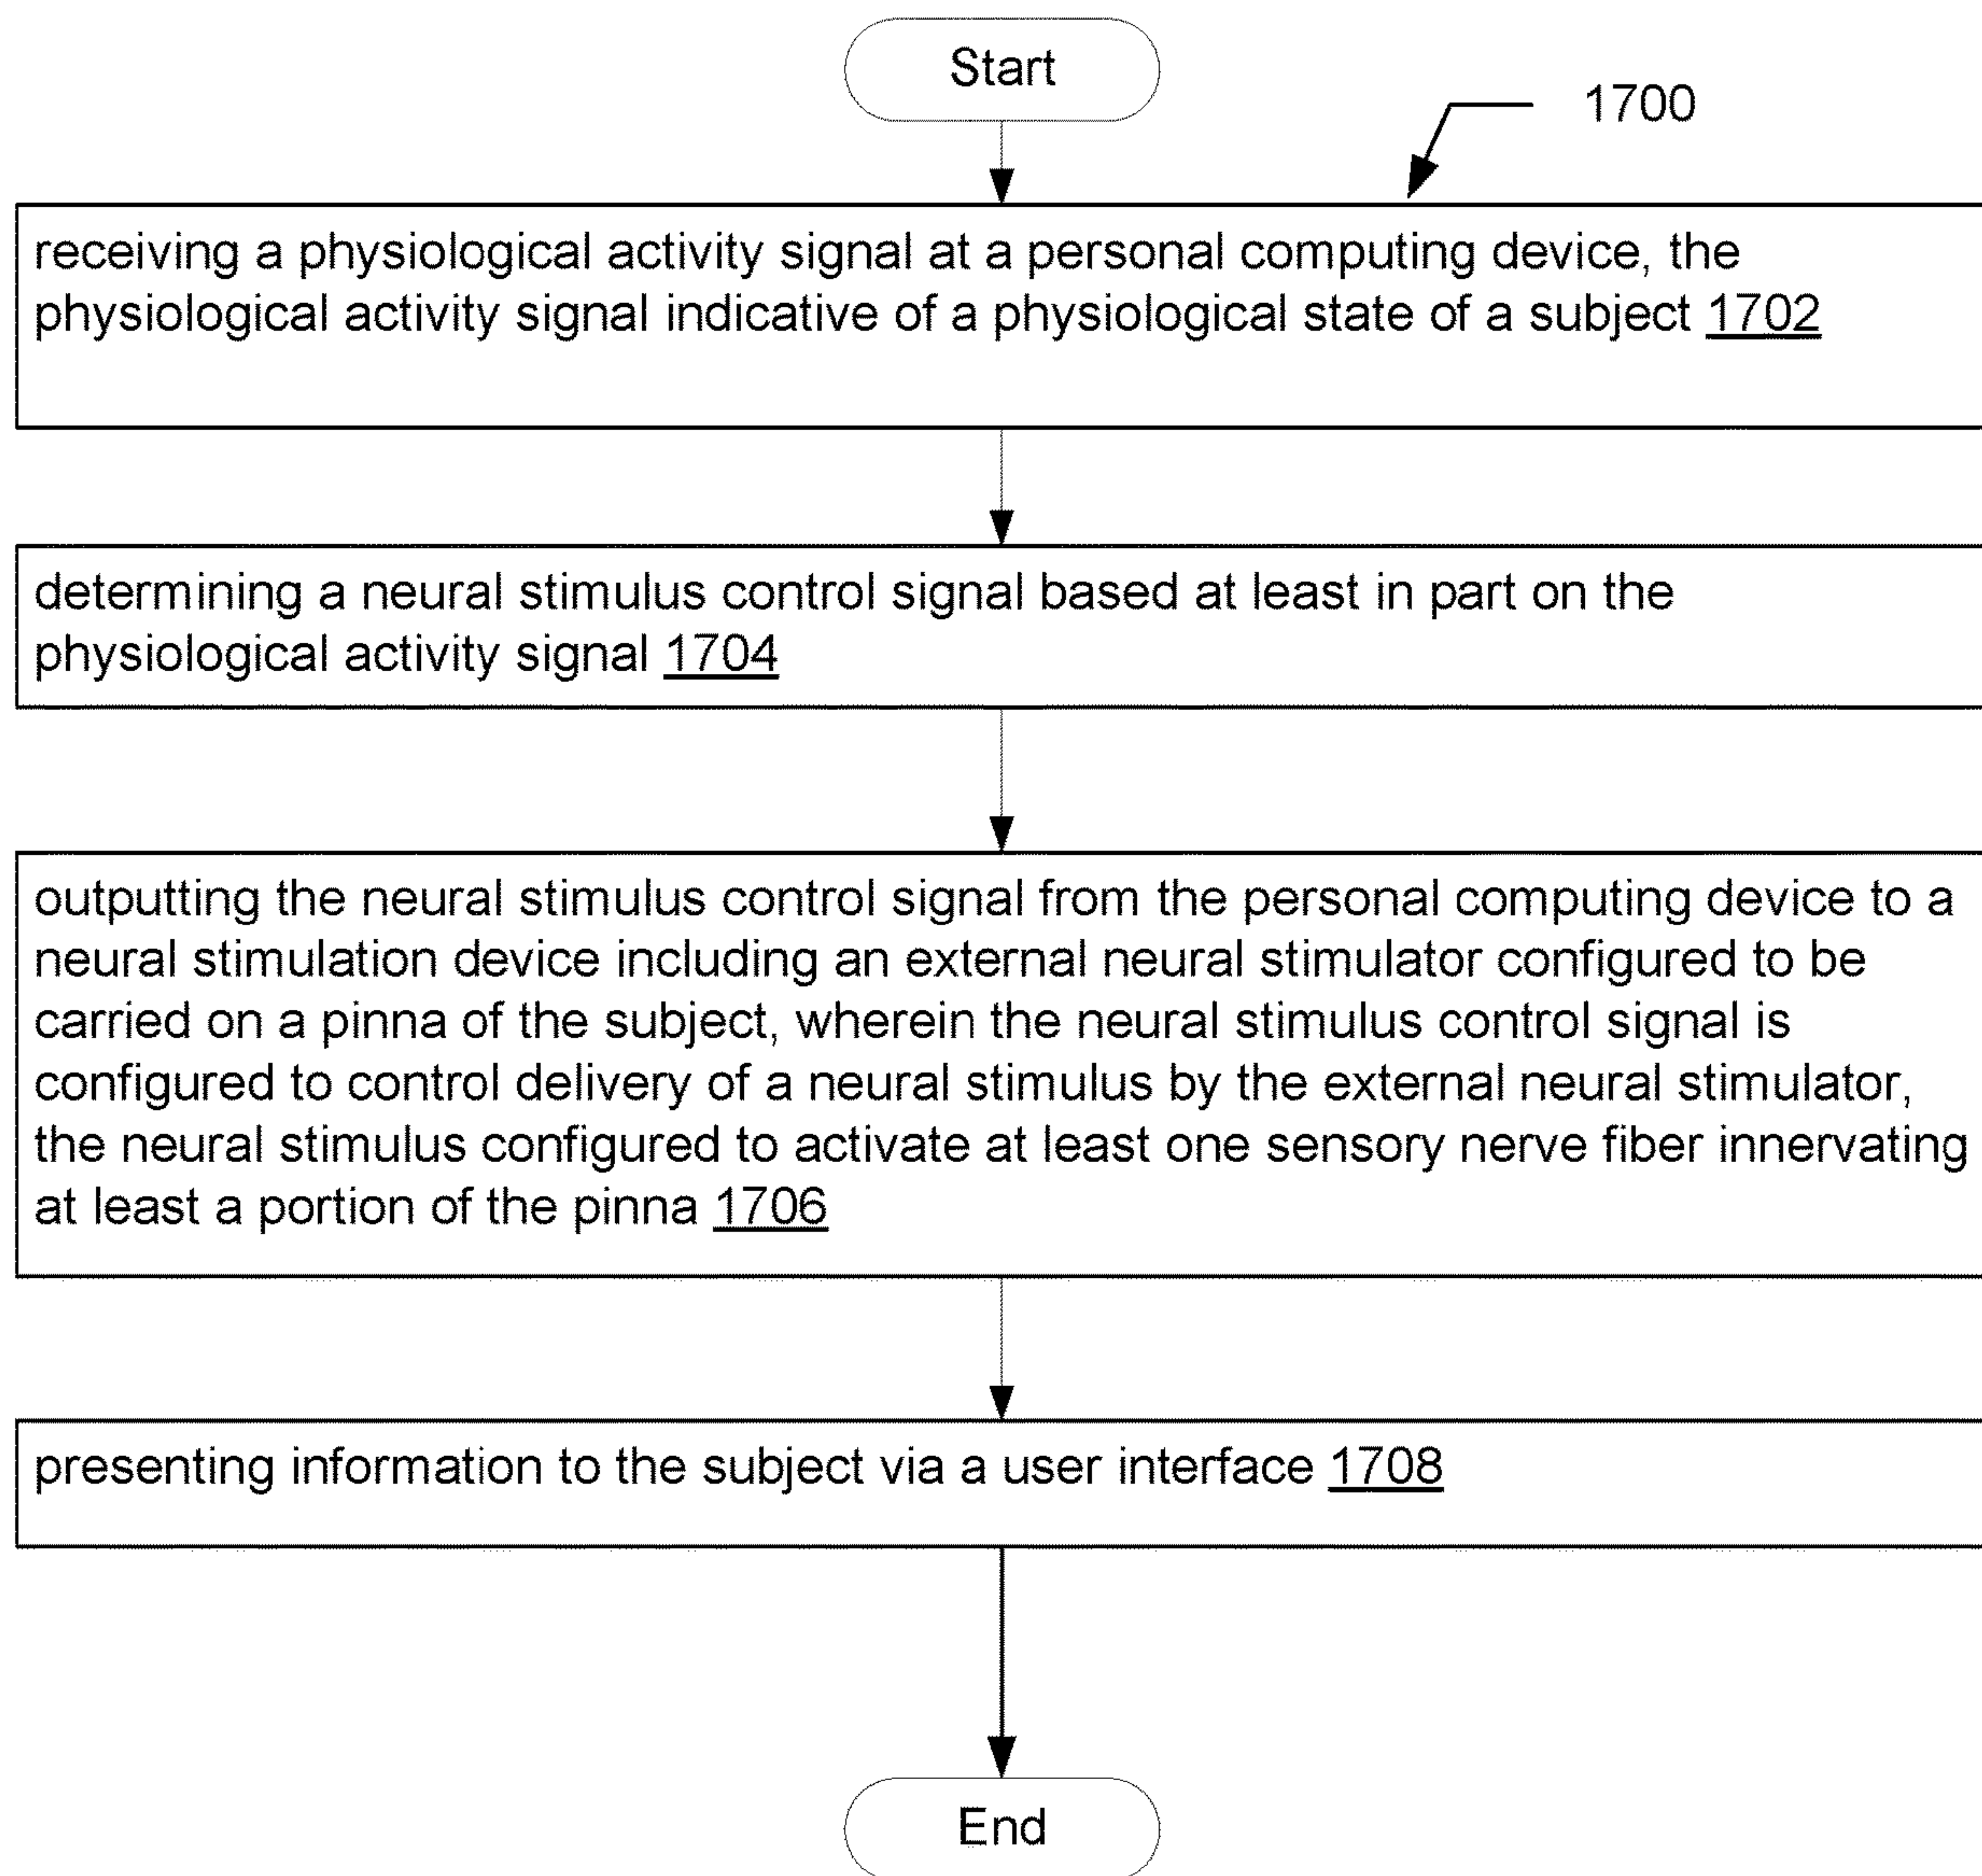 Start
1700
receiving a physiological activity signal at a personal computing device, the
physiological activity signal indicative of a physiological state of a subject 1702
determining a neural stimulus control signal based at least in part on the
physiological activity signal 1704
outputting the neural stimulus control signal from the personal computing device to a
neural stimulation device including an external neural stimulator configured to be
carried on a pinna of the subject, wherein the neural stimulus control signal is
configured to control delivery of a neural stimulus by the external neural stimulator,
the neural stimulus configured to activate at least one sensory nerve fiber innervating
at least a portion of the pinna 1706
presenting information to the subject via a user interface 1708
End